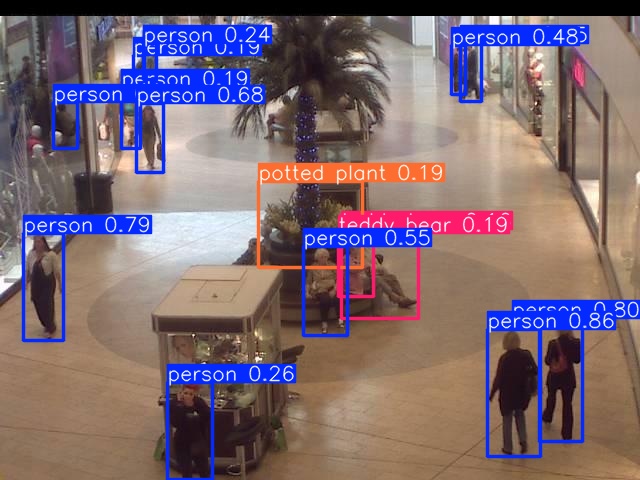 person 0.24
person 0.19
person 0.48
person 0.19
person
person 0.68
potted plant 0.19
person 0.79
teddy bear 0.19
person 0.55
person 0.80
person 0.86
person 0.26